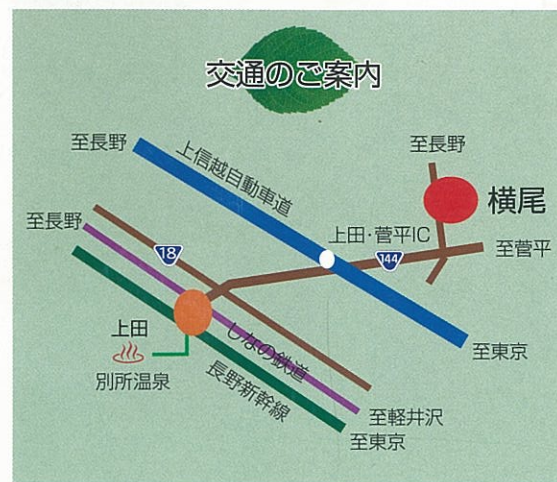 交通のご案内
至長野
上信越自動車道
至長野
横尾
至長野
上田・菅平IC
至菅平
18
144
上田
別所温泉
しなの鉄道
長野新幹線
至東京
至軽井沢
至東京